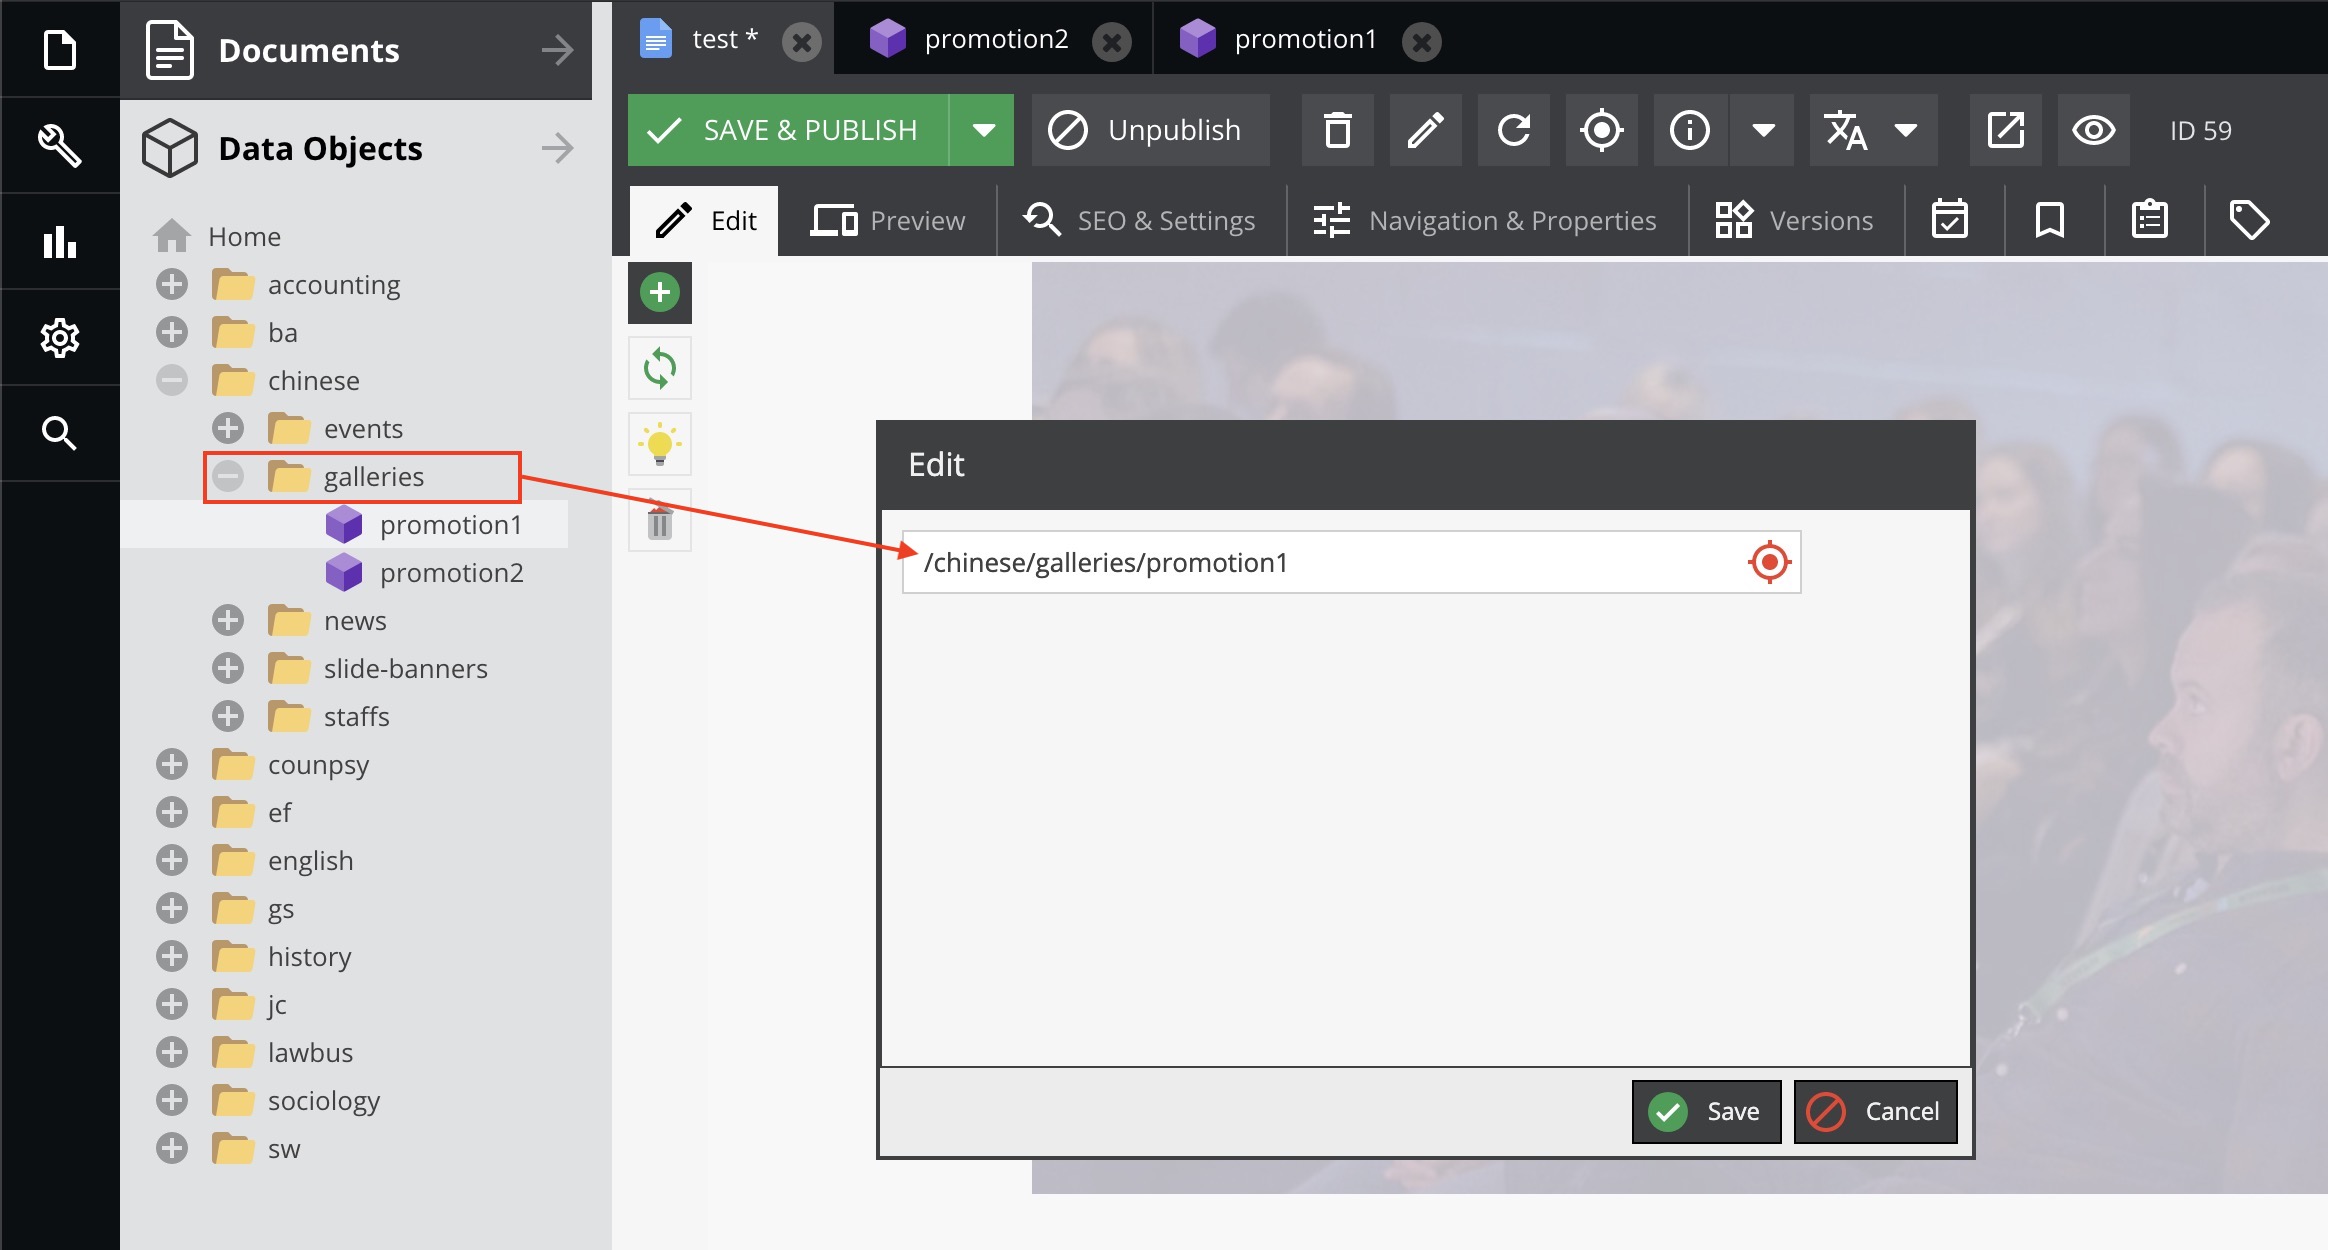 Documents
Data Objects
Home
accounting
ba
chinese
events
galleries
promotion1
promotion2
news
slide-banners
staffs
counpsy
ef
english
gs
history
jc
lawbus
sociology
sw
test *
promotion2
promotion1
SAVE & PUBLISH
Unpublish
ID 59
Edit
Preview
SEO & Settings
Navigation & Properties
Versions
Edit
/chinese/galleries/promotion1
Save
Cancel